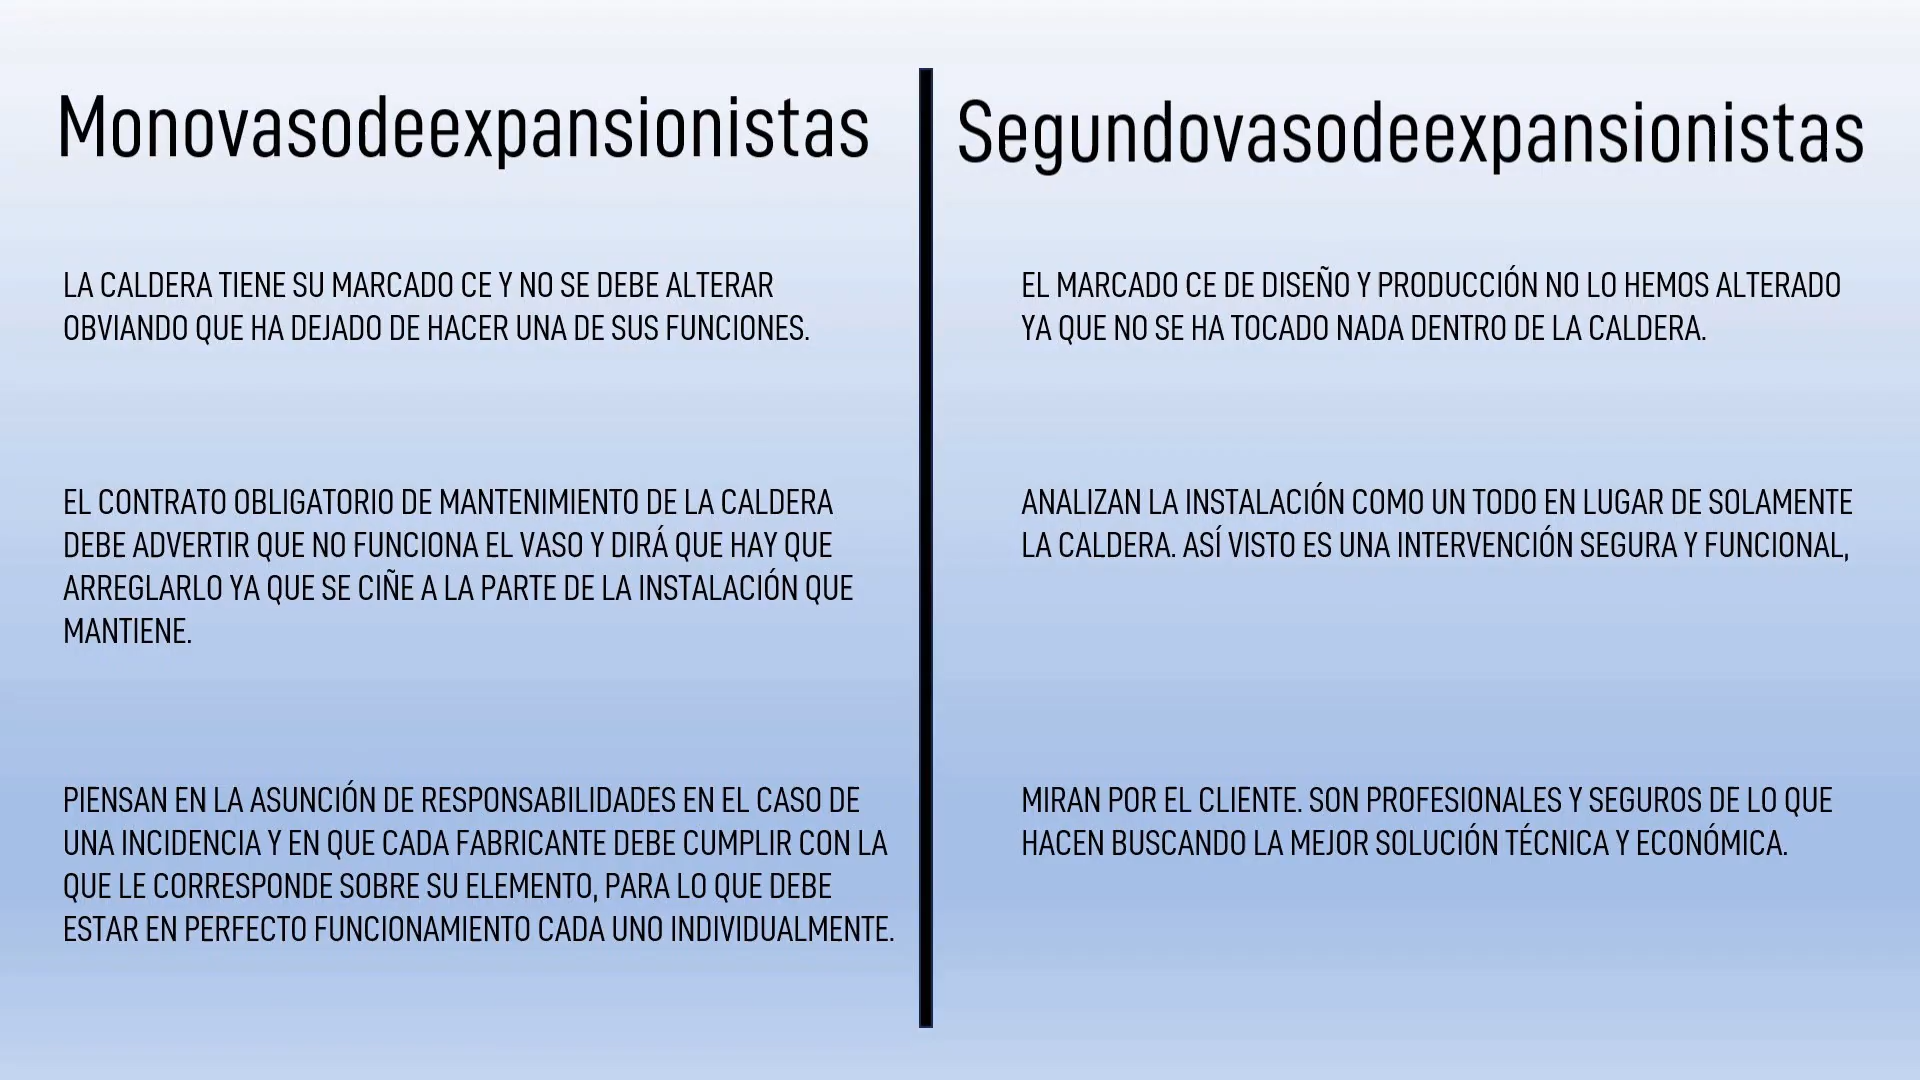 Monovasodeexpansionistas
LA CALDERA TIENE SU MARCADO CE Y NO SE DEBE ALTERAR
OBVIANDO QUE HA DEJADO DE HACER UNA DE SUS FUNCIONES.
EL CONTRATO OBLIGATORIO DE MANTENIMIENTO DE LA CALDERA
DEBE ADVERTIR QUE NO FUNCIONA EL VASO Y DIRÁ QUE HAY QUE
ARREGLARLO YA QUE SE CIÑE A LA PARTE DE LA INSTALACIÓN QUE
MANTIENE.
PIENSAN EN LA ASUNCIÓN DE RESPONSABILIDADES EN EL CASO DE
UNA INCIDENCIA Y EN QUE CADA FABRICANTE DEBE CUMPLIR CON LA
QUE LE CORRESPONDE SOBRE SU ELEMENTO, PARA LO QUE DEBE
ESTAR EN PERFECTO FUNCIONAMIENTO CADA UNO INDIVIDUALMENTE.
Segundovasodeexpansionistas
EL MARCADO CE DE DISEÑO Y PRODUCCIÓN NO LO HEMOS ALTERADO
YA QUE NO SE HA TOCADO NADA DENTRO DE LA CALDERA.
ANALIZAN LA INSTALACIÓN COMO UN TODO EN LUGAR DE SOLAMENTE
LA CALDERA. ASÍ VISTO ES UNA INTERVENCIÓN SEGURA Y FUNCIONAL,
MIRAN POR EL CLIENTE. SON PROFESIONALES Y SEGUROS DE LO QUE
HACEN BUSCANDO LA MEJOR SOLUCIÓN TÉCNICA Y ECONÓMICA.